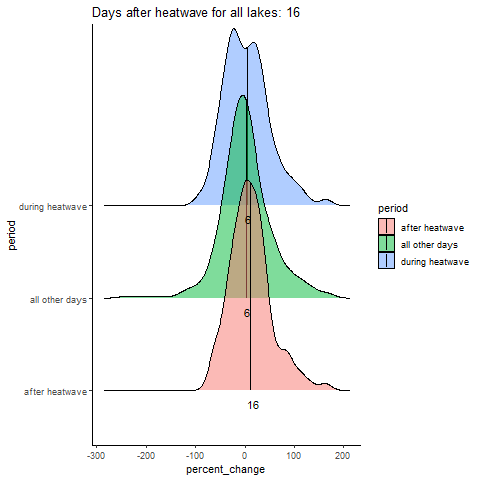 Days after heatwave for all lakes: 16
period
during heatwave
all other days
after heatwave
6
6
16
-300 -200 -100 0 100 200
percent_change
period
after heatwave
all other days
during heatwave